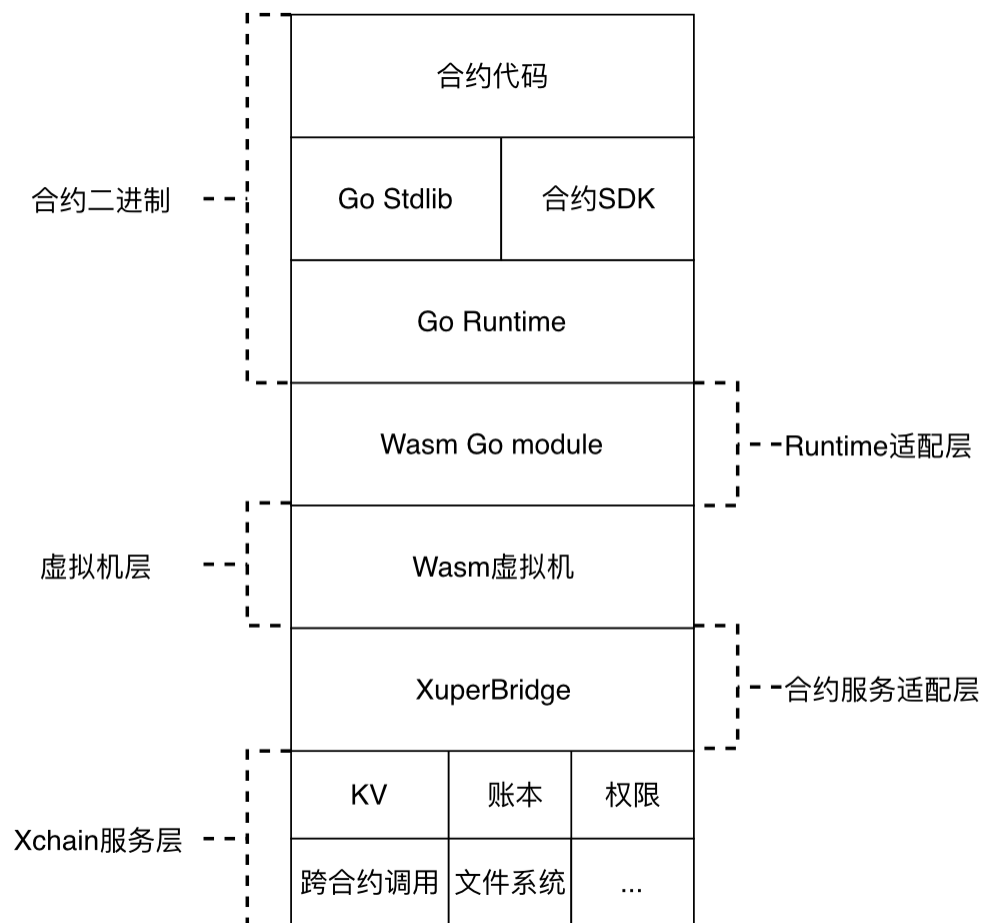 合约代码
合约二进制
Go Stdlib
合约SDK
Go Runtime
Wasm Go module
Runtime适配层
虚拟机层
Wasm虚拟机
XuperBridge
合约服务适配层
Xchain服务层
KV
账本
权限
跨合约调用
文件系统
...